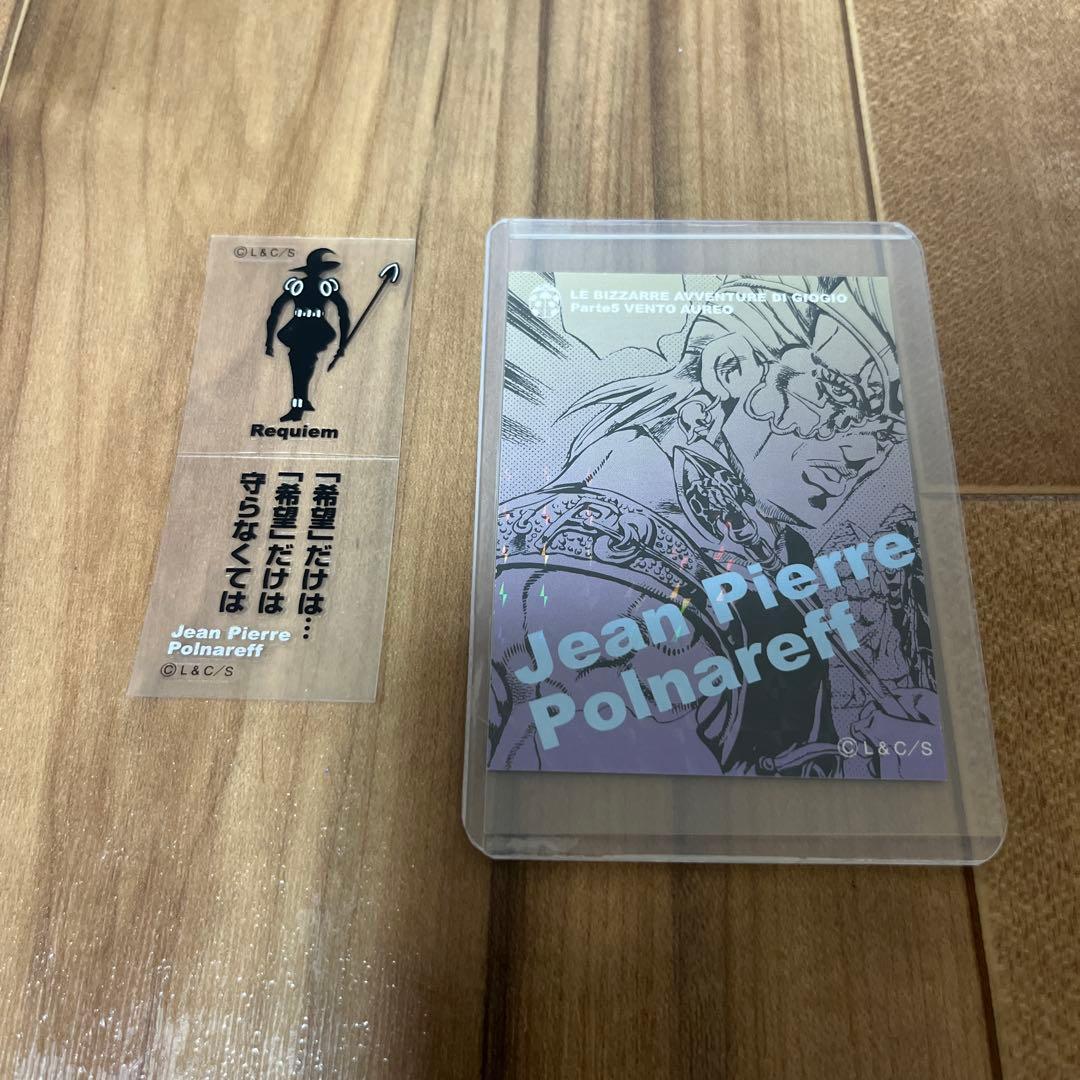 ©L&C/S
Requiem
「希望」だけは…
「希望」だけは
守らなくては
Jean Pierre
Polnareff
©L&C/S
LE BIZZARRE AVVENTURE DI GIOGIO
Parte5 VENTO AUREO
Jean Pierre
Polnareff
©L&C/S